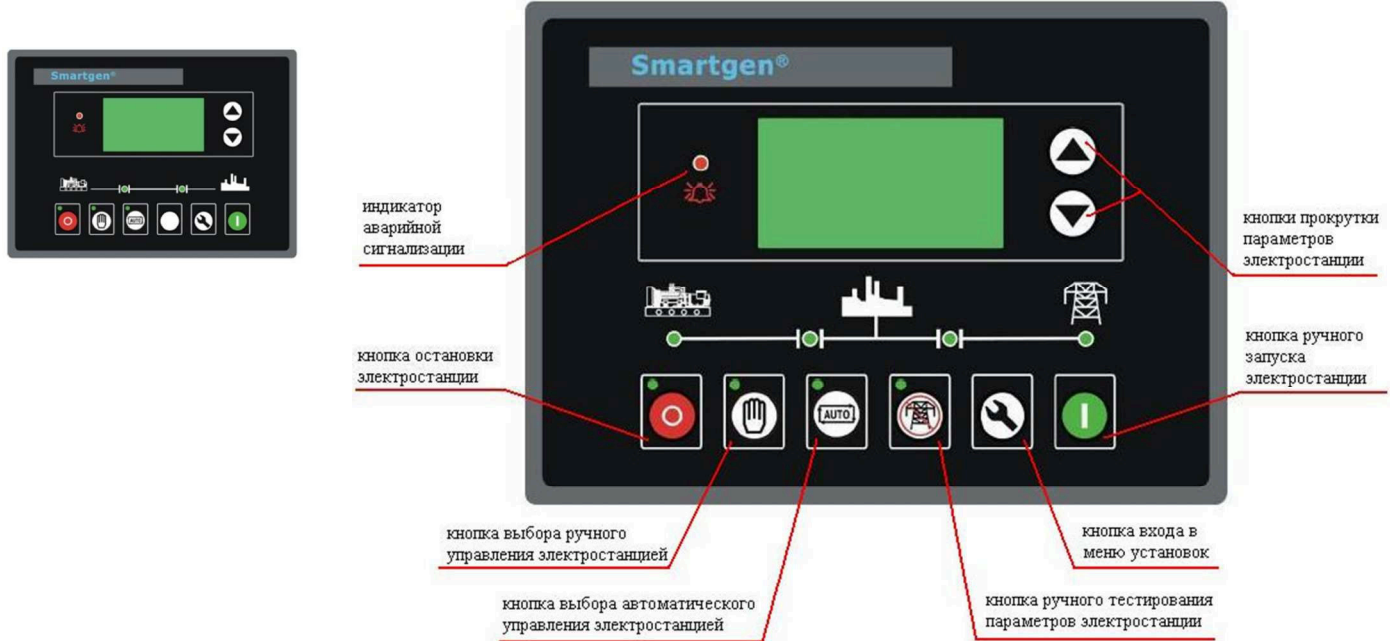 Smartgen®
AUTO
Smartgen®
индикатор
аварийной
сигнализации
кнопки прокрутки
параметров
электростанции
кнопка остановки
электростанции
кнопка ручного
запуска
электростанции
AUTO
кнопка выбора ручного
управления электростанцией
кнопка входа в
меню установок
кнопка выбора автоматического
управления электростанцией
кнопка ручного тестирования
параметров электростанции